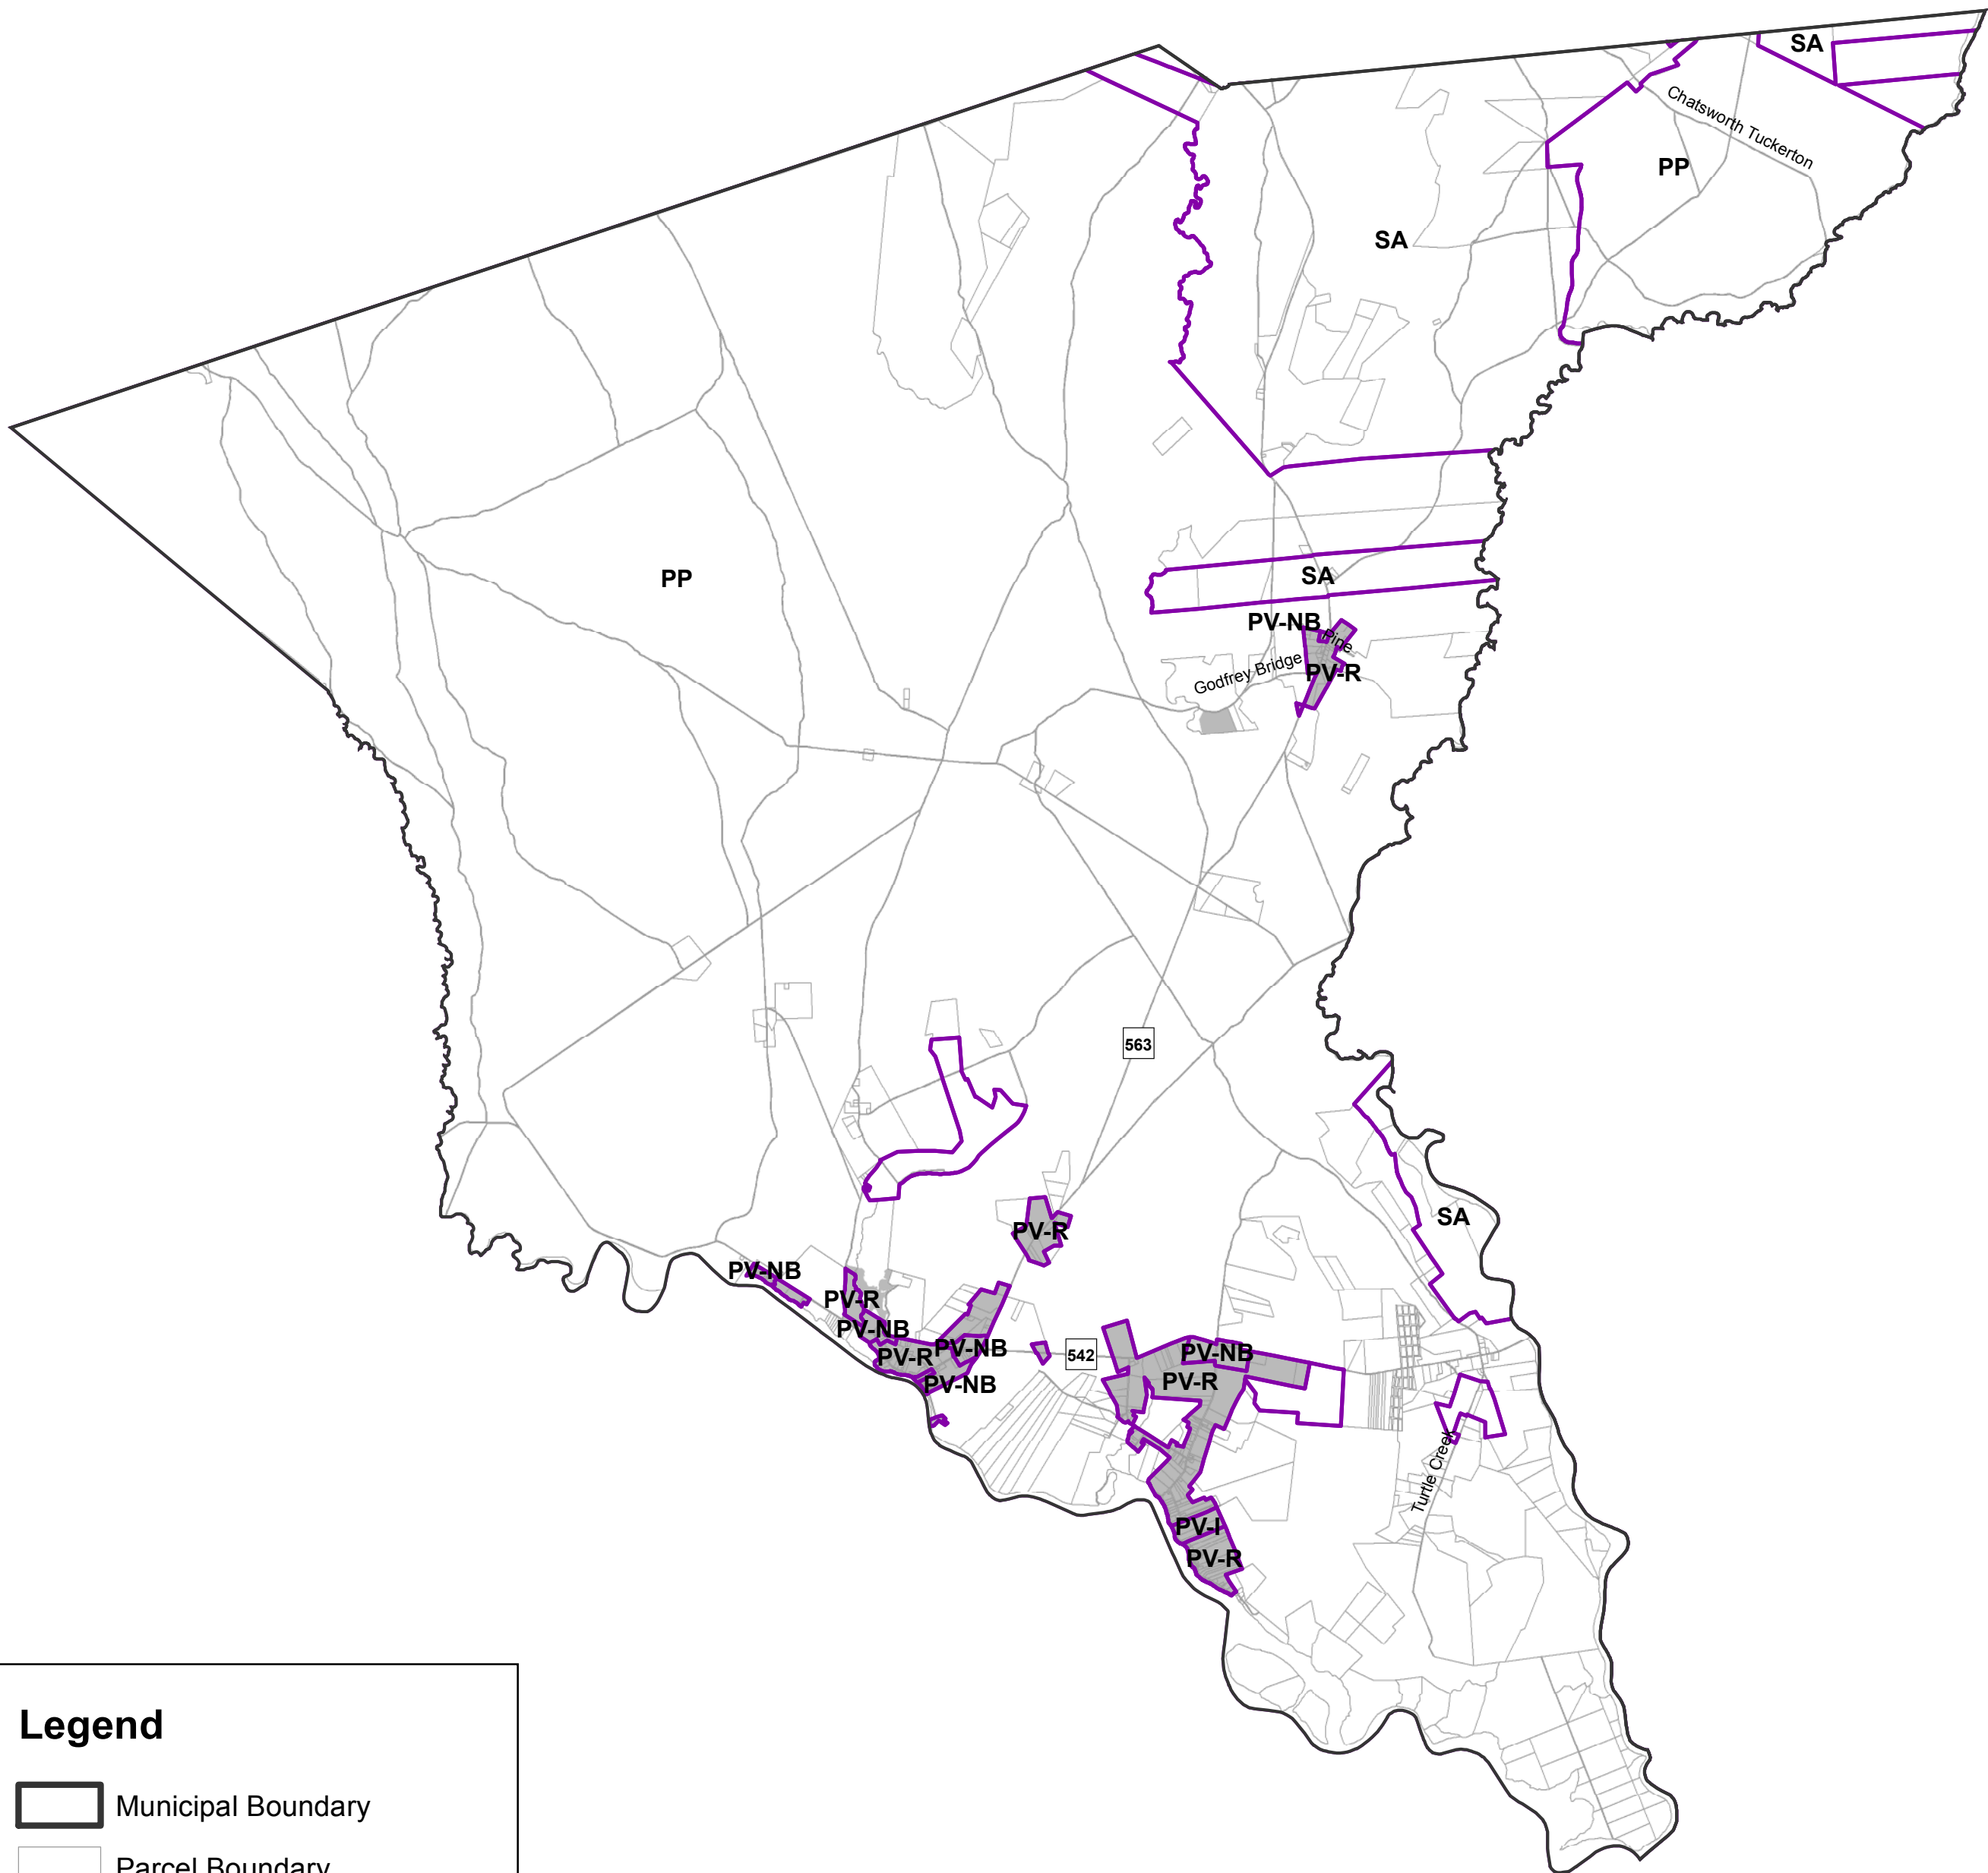 SA
Chatsworth Tuckerton
PP
SA
PP
SA
PV-NB
Pine
Godfrey Bridge
PV-R
563
SA
PV-R
PV-NB
PV-R
PV-NB
PV-NB
PV-R
542
PV-NB
PV-NB
PV-R
Turtle Creek
PV-I
PV-R
Legend
Municipal Boundary
Parcel Boundary